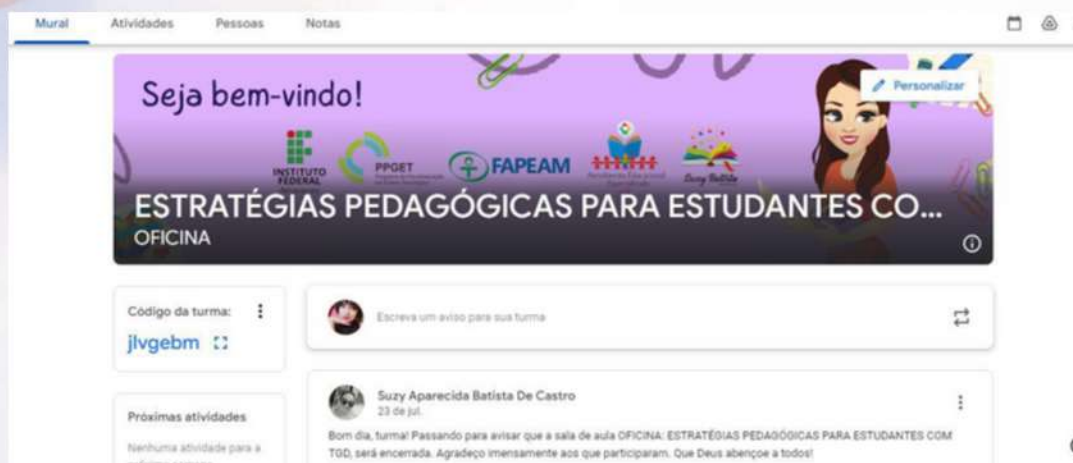 Mural Atividades Pessoas Notas
Seja bem-vindo!
Personalizar
INSTITUTO FEDERAL
PPGET
FAPEAM
Suzy Batista
ESTRATÉGIAS PEDAGÓGICAS PARA ESTUDANTES CO...
OFICINA
Código da turma:
jlvgebm
Escreva um aviso para sua turma
Suzy Aparecida Batista De Castro
23 de jul.
Bom dia, turma! Passando para avisar que a sala de aula OFICINA: ESTRATÉGIAS PEDAGÓGICAS PARA ESTUDANTES COM
TGD, será encerrada. Agradeço imensamente aos que participaram. Que Deus abençoe a todos!
Próximas atividades
Nenhuma atividade para a